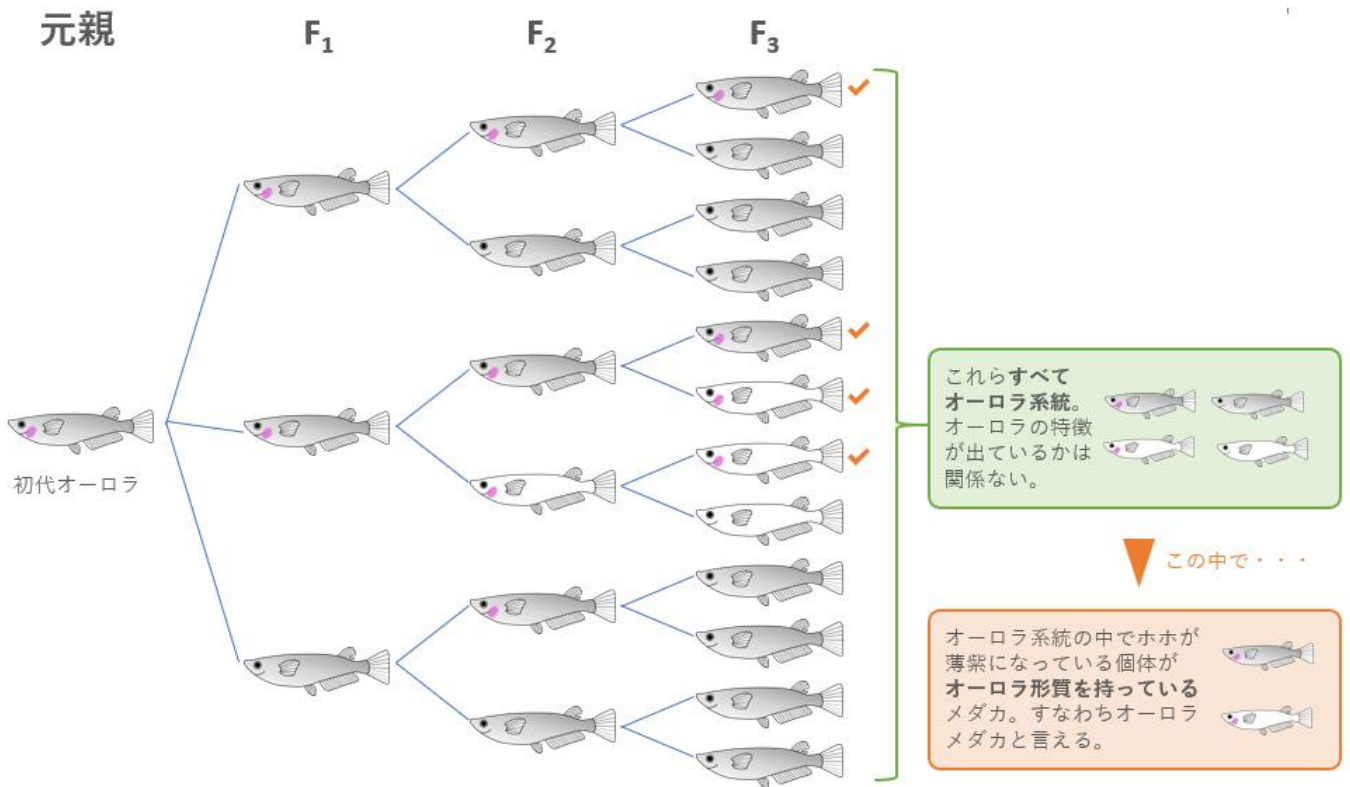 元親
F₁
F₂
F₃
初代オーロラ
これらすべて
オーロラ系統。
オーロラの特徴
が出ているかは
関係ない。
この中で・・・
オーロラ系統の中でホホが
薄紫になっている個体が
オーロラ形質を持っている
メダカ。すなわちオーロラ
メダカと言える。